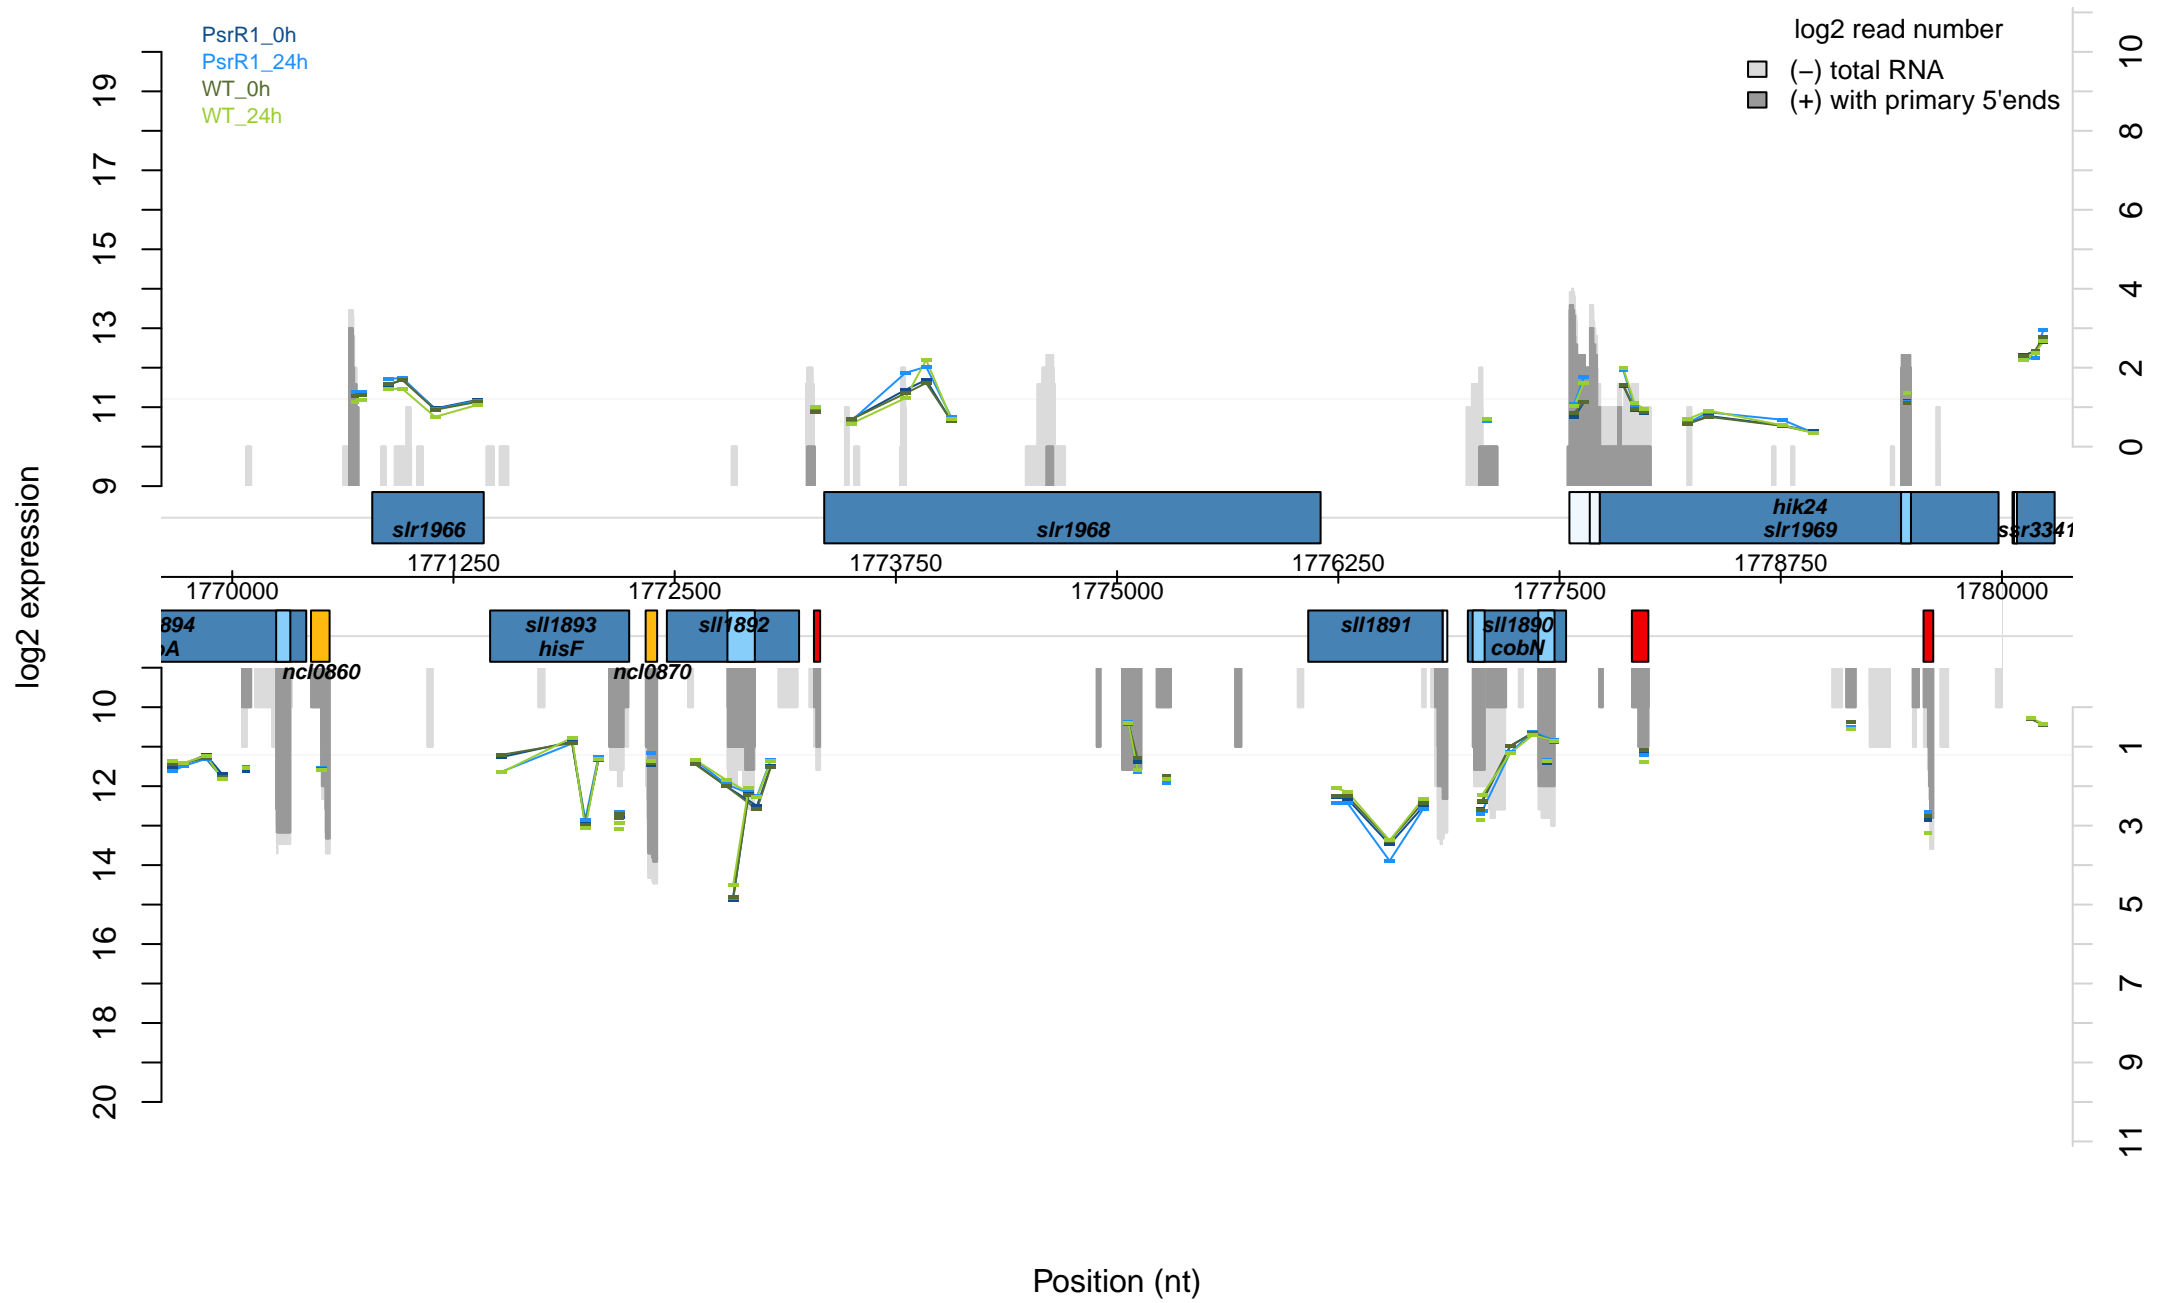 PsrR1_0h
PsrR1_24h
WT_0h
WT_24h
log2 read number
(−) total RNA
(+) with primary 5'ends
log2 expression
19
17
15
13
11
9
10
8
6
4
2
0
slr1966
slr1968
hik24
slr1969
ssr3341
1771250
1773750
1776250
1778750
1770000
1772500
1775000
1777500
1780000
894
A
ncl0860
sll1893
hisF
ncl0870
sll1892
sll1891
sll1890
cobN
10
12
14
16
18
20
1
3
5
7
9
11
Position (nt)